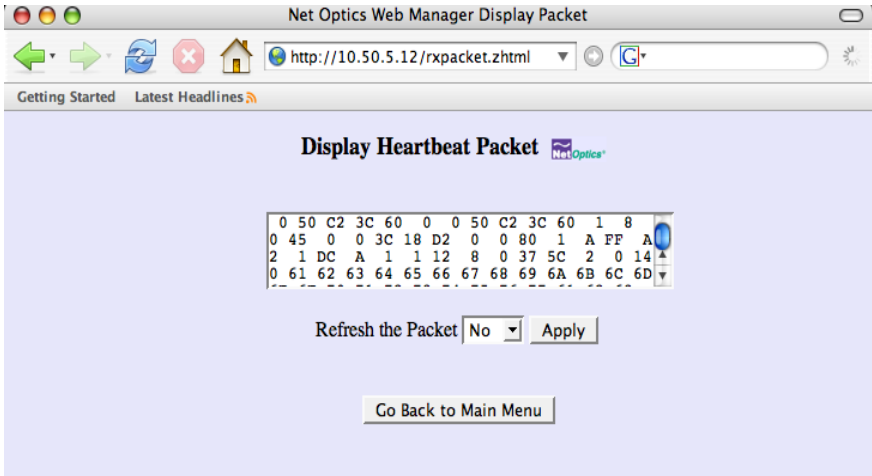 Net Optics Web Manager Display Packet
http://10.50.5.12/rxpacket.zhtml
G
Getting Started Latest Headlines
Display Heartbeat Packet Net Optics
0 50 C2 3C 60 0 0 50 C2 3C 60 1 8
0 45 0 0 3C 18 D2 0 0 80 1 A FF A
2 1 DC A 1 1 12 8 0 37 5C 2 0 14
0 61 62 63 64 65 66 67 68 69 6A 6B 6C 6D
Refresh the Packet No Apply
Go Back to Main Menu